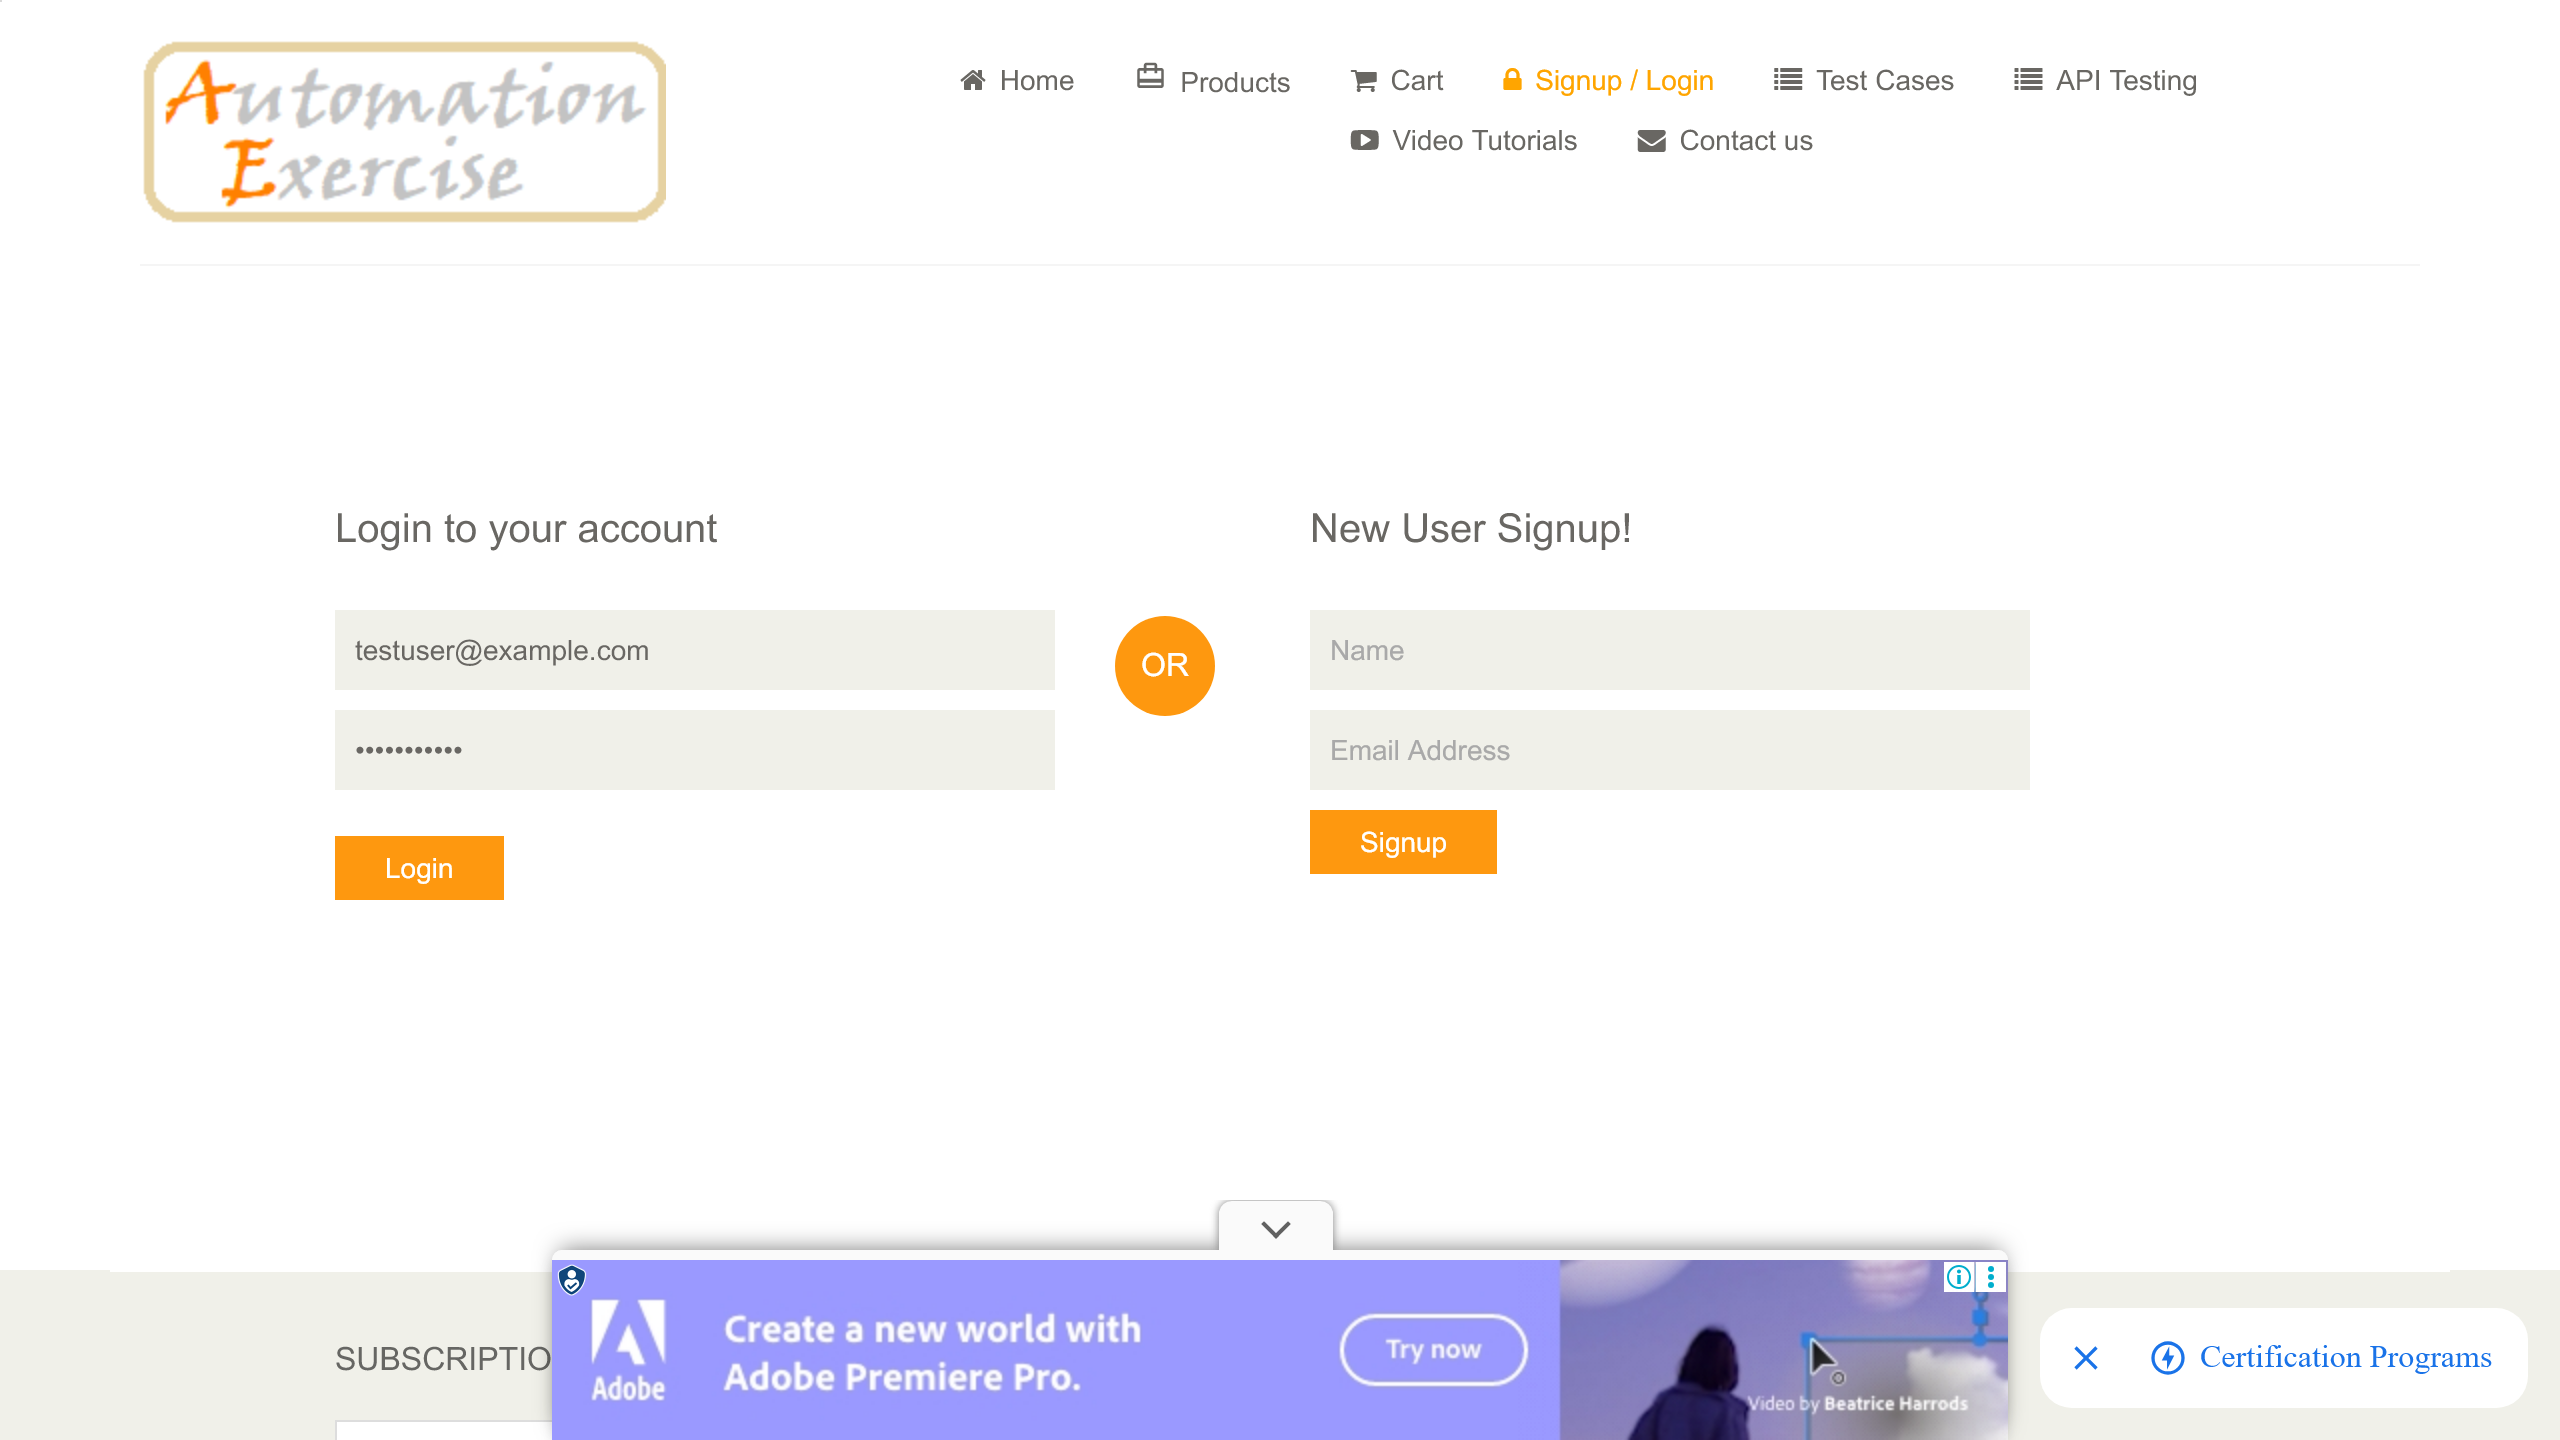 Automation
Exercise
Home
Products
Cart
Signup / Login
Test Cases
API Testing
Video Tutorials
Contact us
Login to your account
testuser@example.com
•••••••••••
Login
OR
New User Signup!
Name
Email Address
Signup
SUBSCRIPTIO
Adobe
Create a new world with
Adobe Premiere Pro.
Try now
Video by Beatrice Harrods
Certification Programs